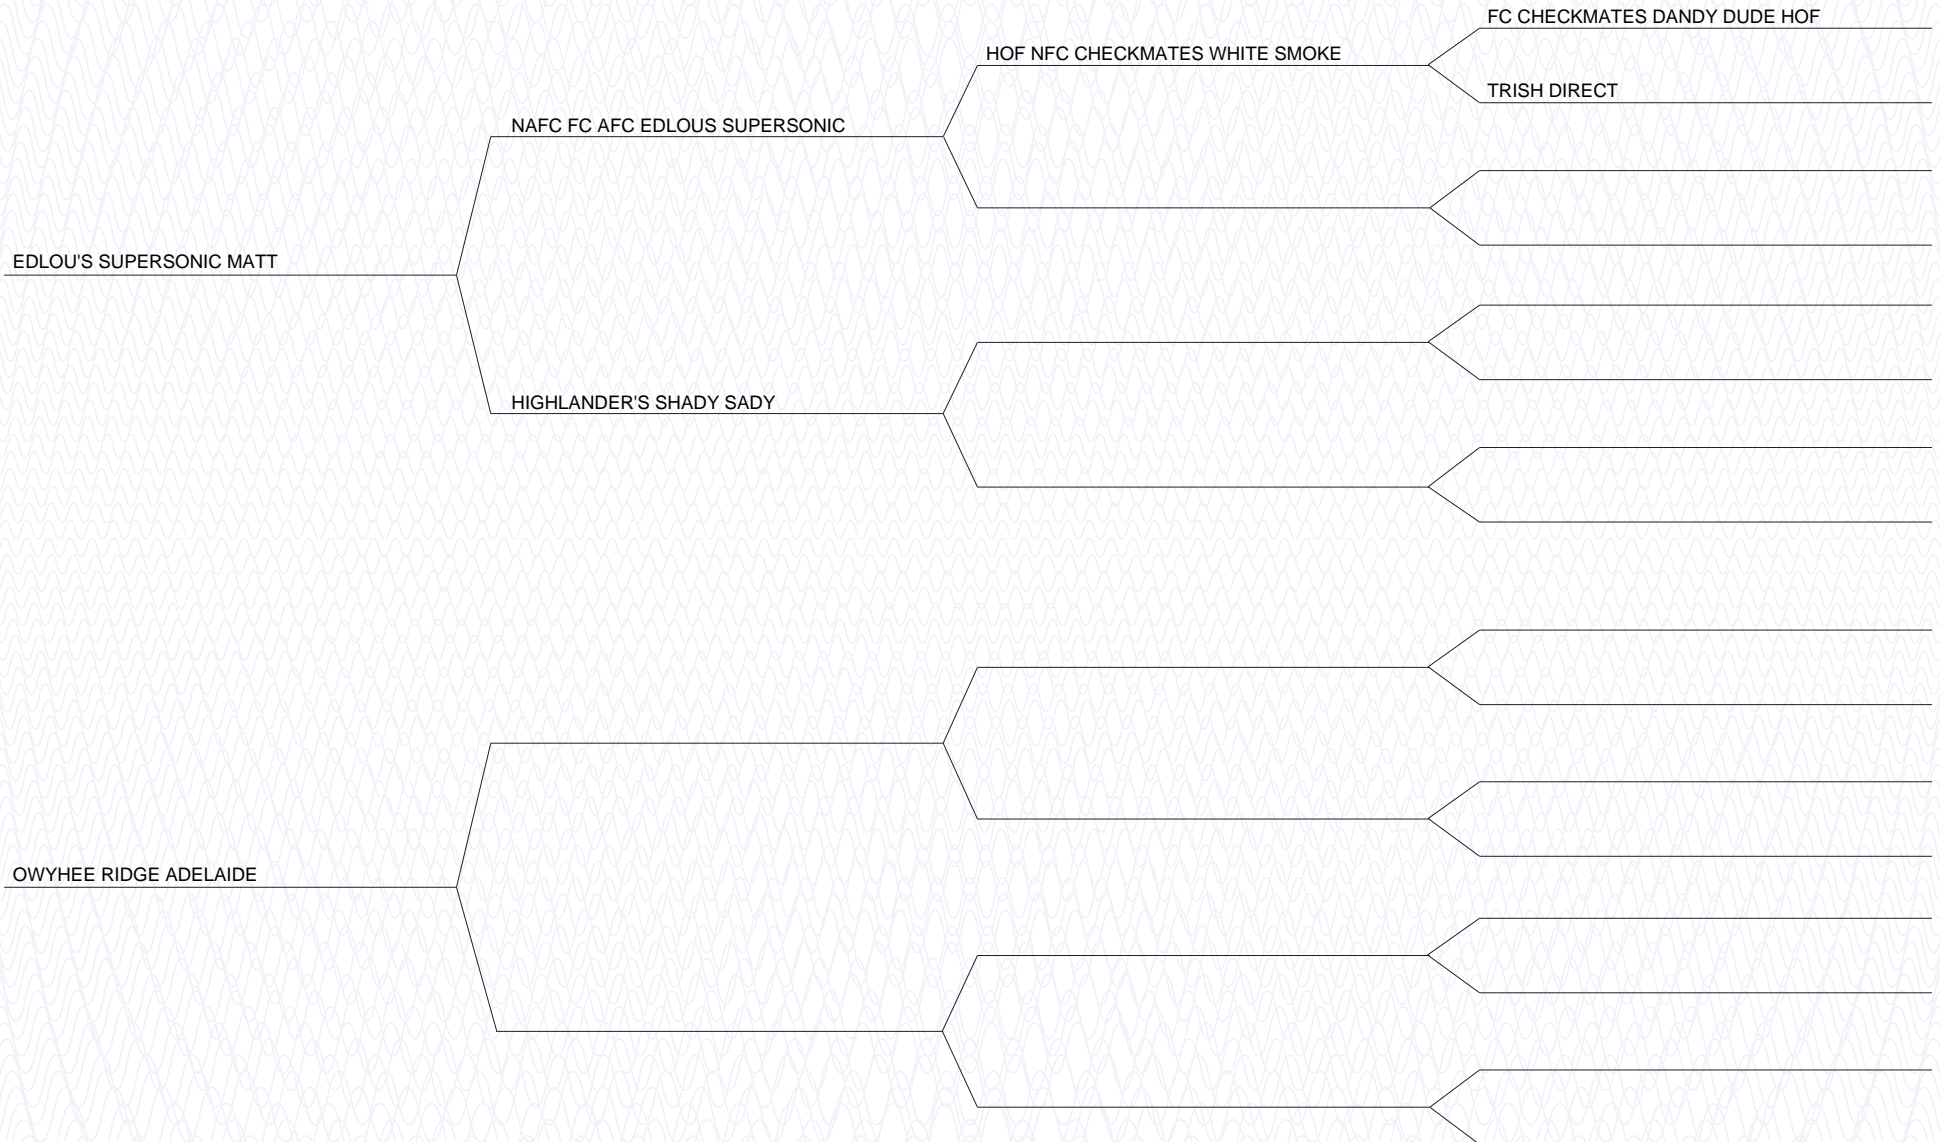 FC CHECKMATES DANDY DUDE HOF
HOF NFC CHECKMATES WHITE SMOKE
TRISH DIRECT
NAFC FC AFC EDLOUS SUPERSONIC
EDLOU'S SUPERSONIC MATT
HIGHLANDER'S SHADY SADY
OWYHEE RIDGE ADELAIDE